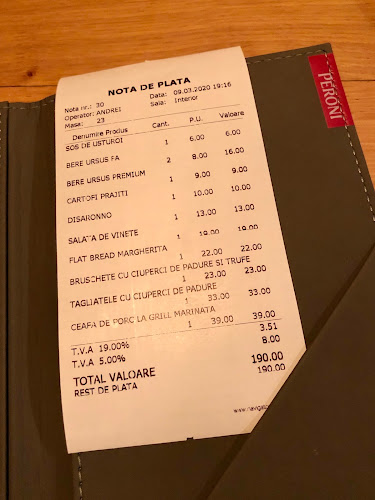 NOTA DE PLATA
Nota nr.: 30 Data: 09.03.2020 19:16
Operator: ANDREI Sala: Interior
Masa: 23
Denumire Produs Cant. P.U. Valoare
SOS DE USTUROI 1 6.00 6.00
BERE URSUS FA 2 8.00 16.00
BERE URSUS PREMIUM 1 9.00 9.00
CARTOFI PRAJITI 1 10.00 10.00
DISARONNO 1 13.00 13.00
SALATA DE VINETE 1 19.00 19.00
FLAT BREAD MARGHERITA 1 22.00 22.00
BRUSCHETE CU CIUPERCI DE PADURE SI TRUFE
1 23.00 23.00
TAGLIATELE CU CIUPERCI DE PADURE
1 33.00 33.00
CEAFA DE PORC LA GRILL MARINATA
1 39.00 39.00
T.V.A 19.00% 3.51
T.V.A 5.00% 8.00
TOTAL VALOARE 190.00
REST DE PLATA 190.00
PERONI